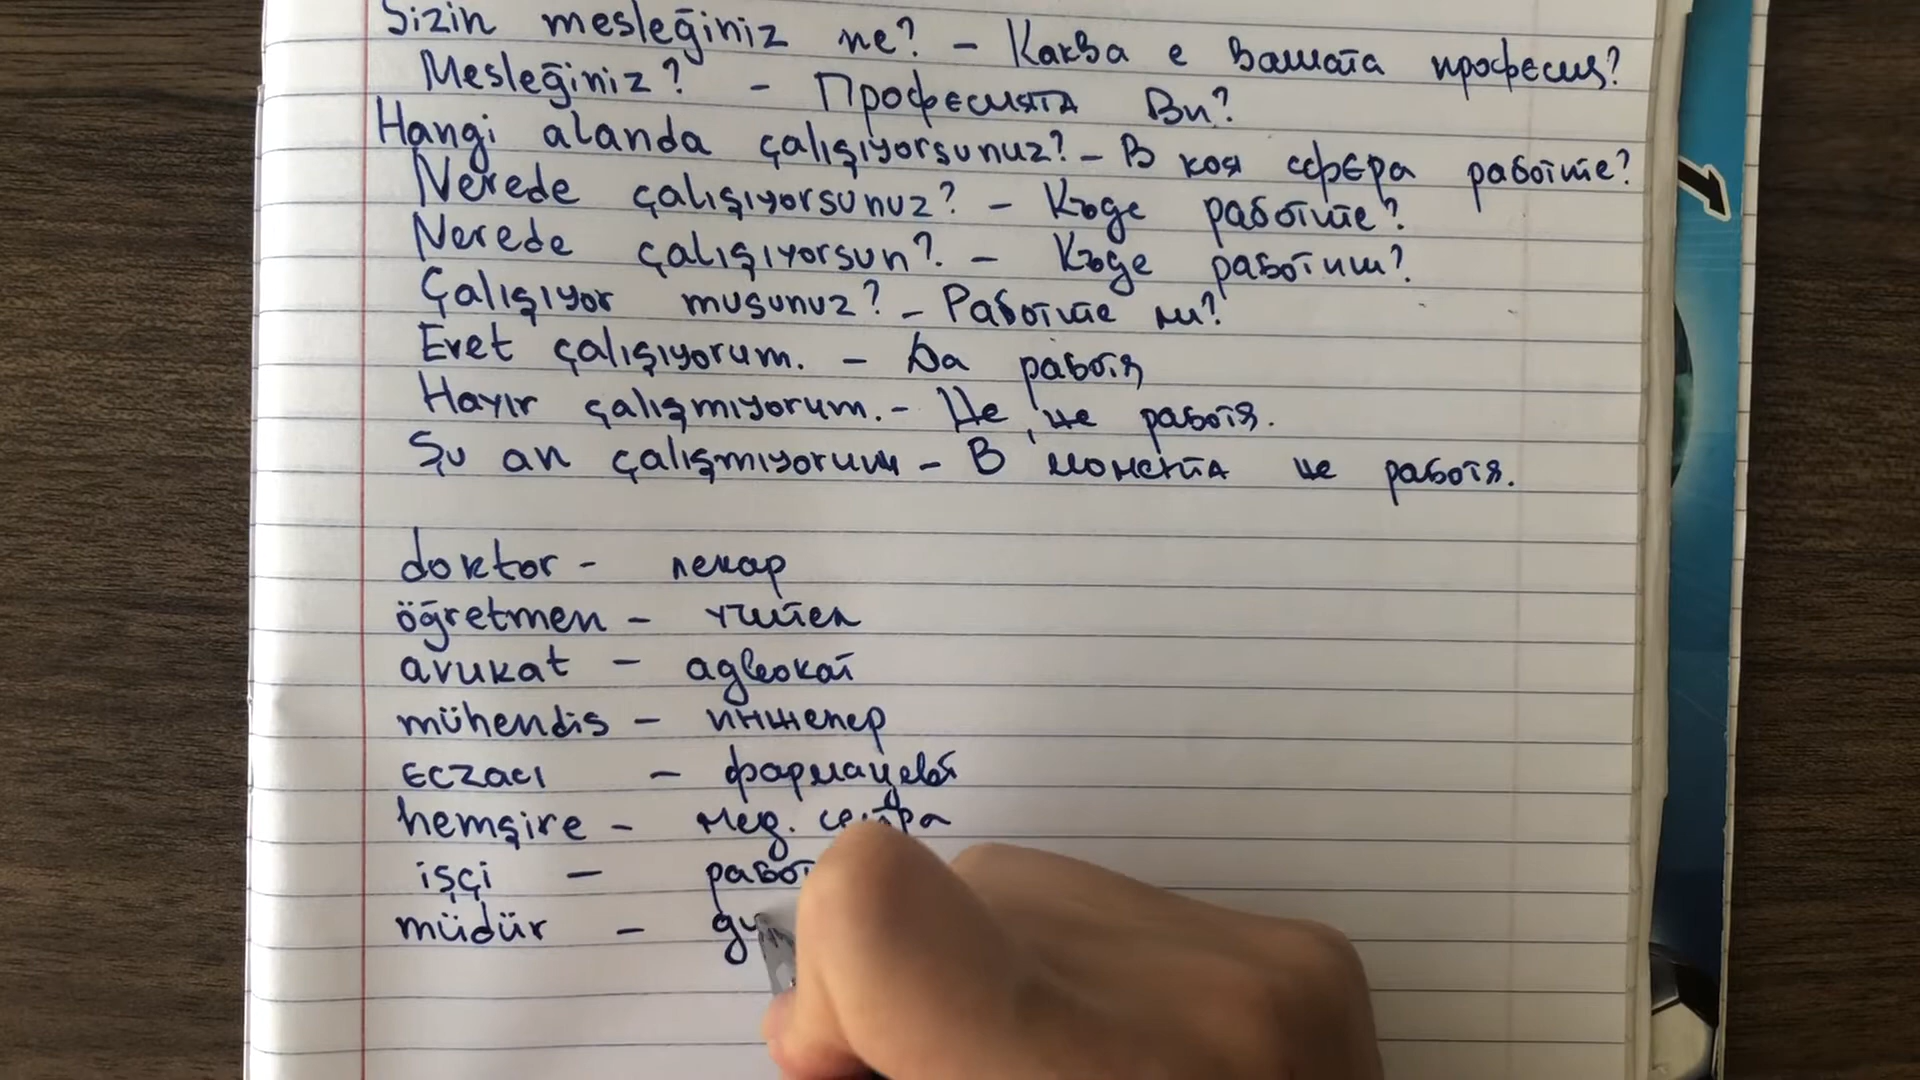 Sizin mesleğiniz ne? - Каква е Вашата професия?
Mesleğiniz? - Професията Ви?
Hangi alanda çalışıyorsunuz? - В коя сфера работите?
Nerede çalışıyorsunuz? - Къде работите?
Nerede çalışıyorsun? - Къде работиш?
Çalışıyor muşunuz? - Работите ли?
Evet çalışıyorum. - Да работя
Hayır çalışmıyorum. - Не, не работя.
Şu an çalışmıyorum - В момента не работя.
doktor - лекар
öğretmen - учител
avukat - адвокат
mühendis - инженер
eczacı - фармацевт
hemşire - мед. сестра
işçi -
müdür -